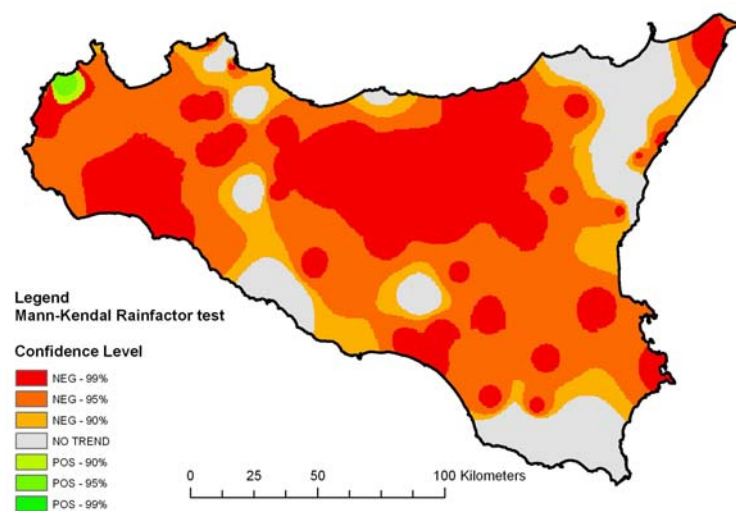 Legend
Mann-Kendal Rainfactor test
Confidence Level
NEG - 99%
NEG - 95%
NEG - 90%
NO TREND
POS - 90%
POS - 95%
POS - 99%
0 25 50 100 Kilometers